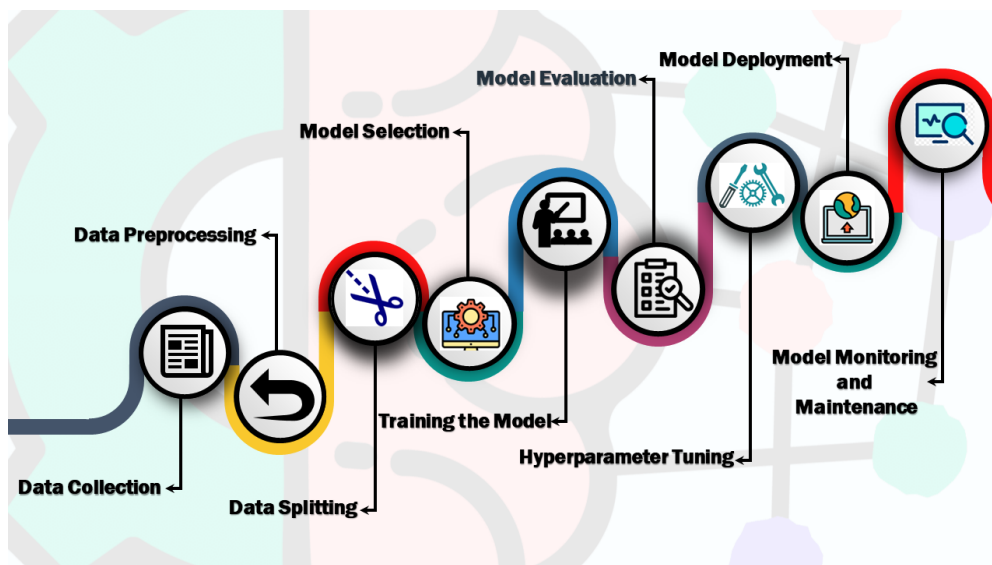 Data Collection
Data Preprocessing
Data Splitting
Model Selection
Training the Model
Model Evaluation
Hyperparameter Tuning
Model Deployment
Model Monitoring
and
Maintenance